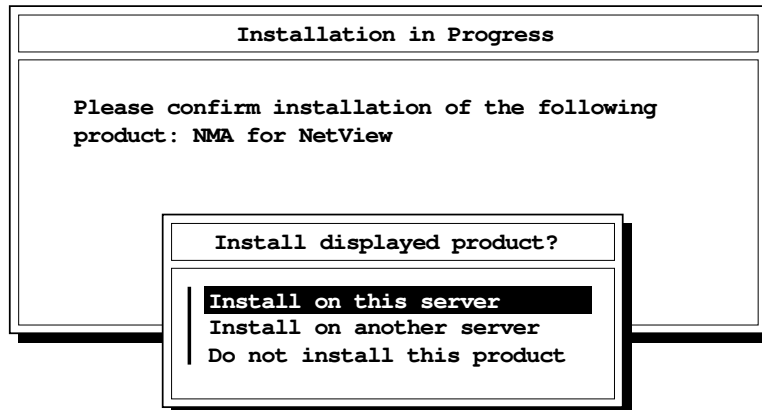 Installation in Progress
Please confirm installation of the following
product: NMA for NetView
Install displayed product?
Install on this server
Install on another server
Do not install this product